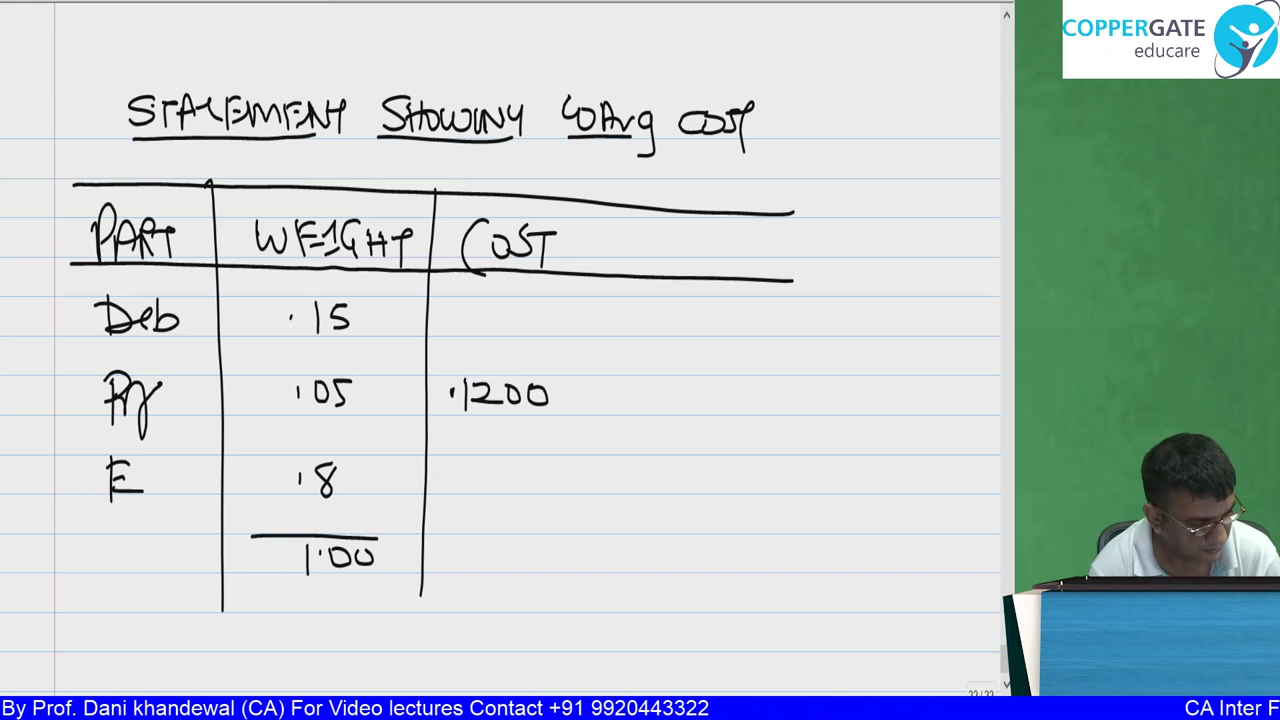 COPPERGATE
educare
STATEMENT SHOWING WAvg COST
PART WEIGHT COST
Deb .15
.05 .1200
E .8
1.00
By Prof. Dani khandewal (CA) For Video lectures Contact +91 9920443322 CA Inter F